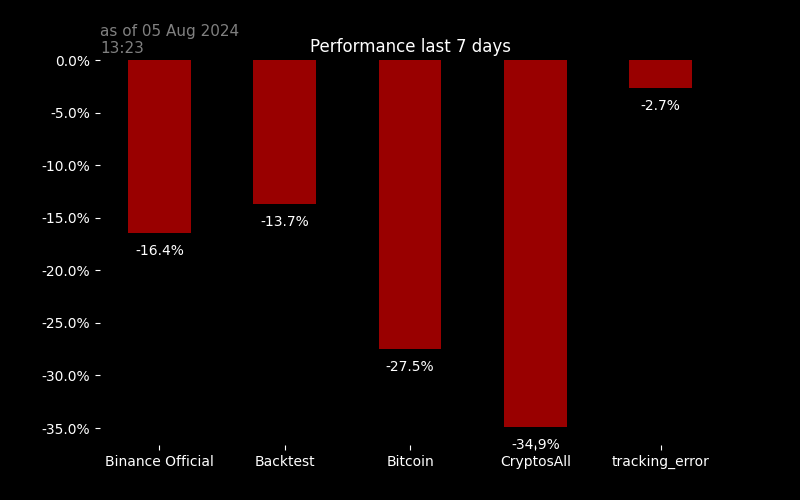 as of 05 Aug 2024
13:23
Performance last 7 days
0.0%
-5.0%
-10.0%
-15.0%
-20.0%
-25.0%
-30.0%
-35.0%
-16.4%
-13.7%
-27.5%
-34.9%
-2.7%
Binance Official
Backtest
Bitcoin
CryptosAll
tracking_error